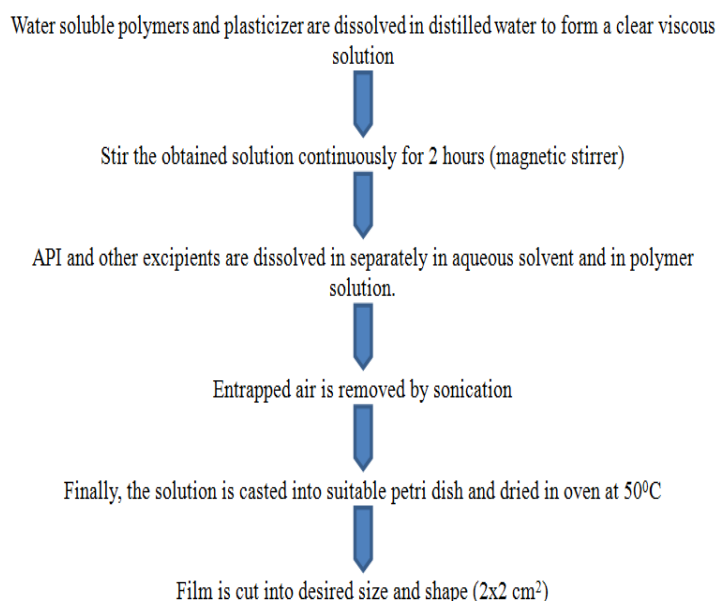 Water soluble polymers and plasticizer are dissolved in distilled water to form a clear viscous
solution
Stir the obtained solution continuously for 2 hours (magnetic stirrer)
API and other excipients are dissolved in separately in aqueous solvent and in polymer
solution.
Entrapped air is removed by sonication
Finally, the solution is casted into suitable petri dish and dried in oven at 50⁰C
Film is cut into desired size and shape (2x2 cm²)